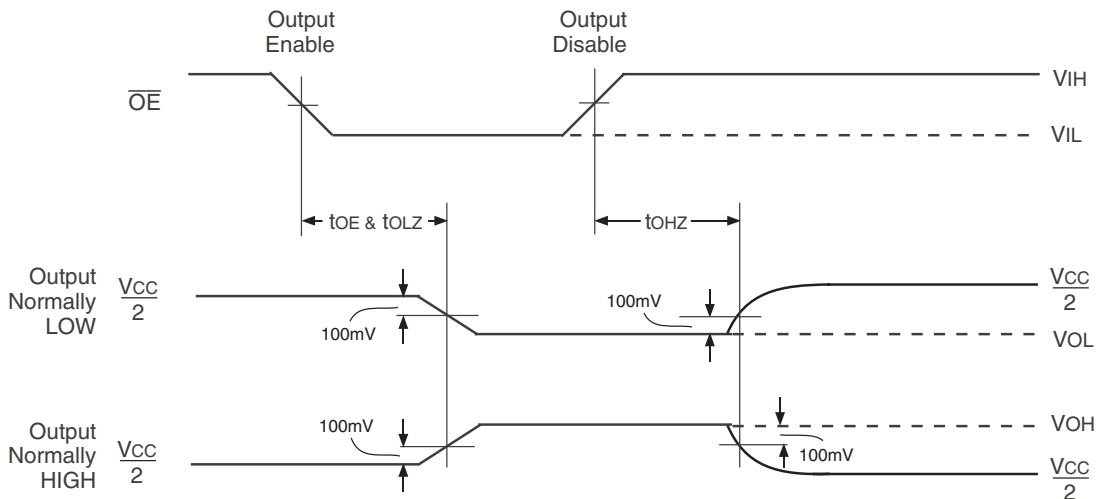 Output
Enable
Output
Disable
OE
VIH
VIL
tOE & tOLZ
tOHZ
Output
Normally
LOW
VCC
2
100mV
100mV
VCC
2
VOL
Output
Normally
HIGH
VCC
2
100mV
100mV
VOH
VCC
2